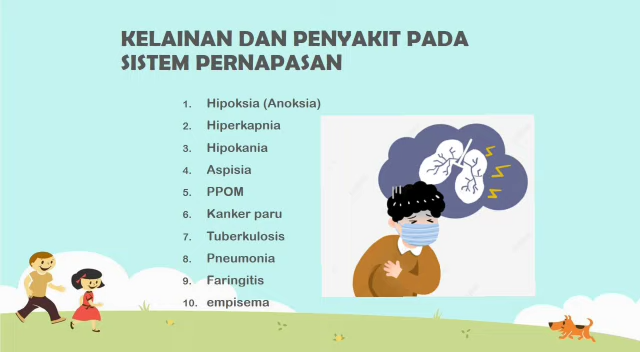 KELAINAN DAN PENYAKIT PADA
SISTEM PERNAPASAN
1. Hipoksia (Anoksia)
2. Hiperkapnia
3. Hipokania
4. Aspisia
5. PPOM
6. Kanker paru
7. Tuberkulosis
8. Pneumonia
9. Faringitis
10. empisema